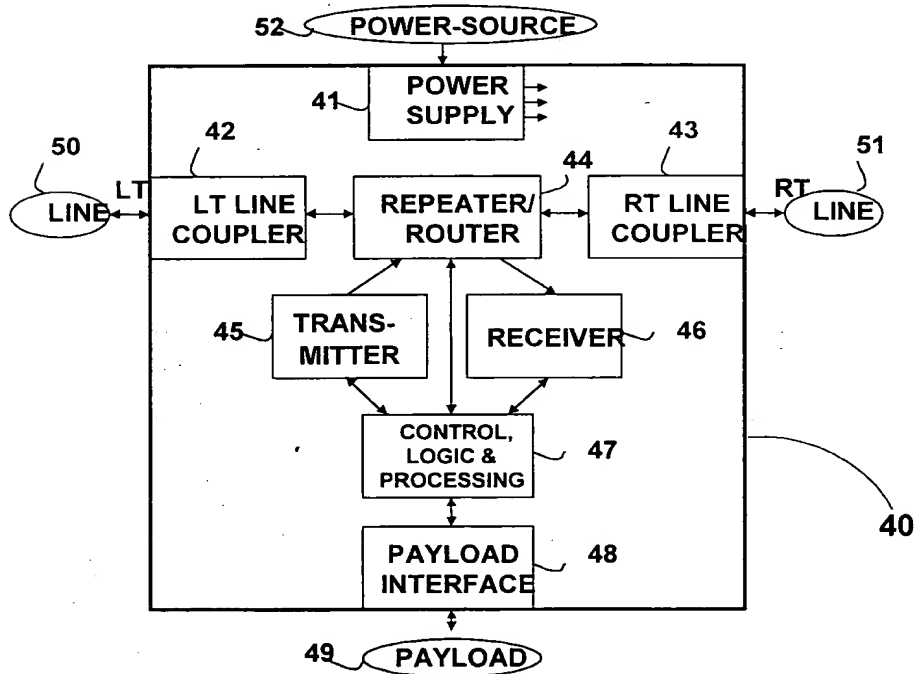 52 POWER-SOURCE
41 POWER
SUPPLY
42
43
50
51
44
LT
RT
LINE
LT LINE
COUPLER
REPEATER/
ROUTER
RT LINE
COUPLER
LINE
45 TRANS-
MITTER
RECEIVER 46
CONTROL,
LOGIC &
PROCESSING
47
40
PAYLOAD
INTERFACE
48
49 PAYLOAD